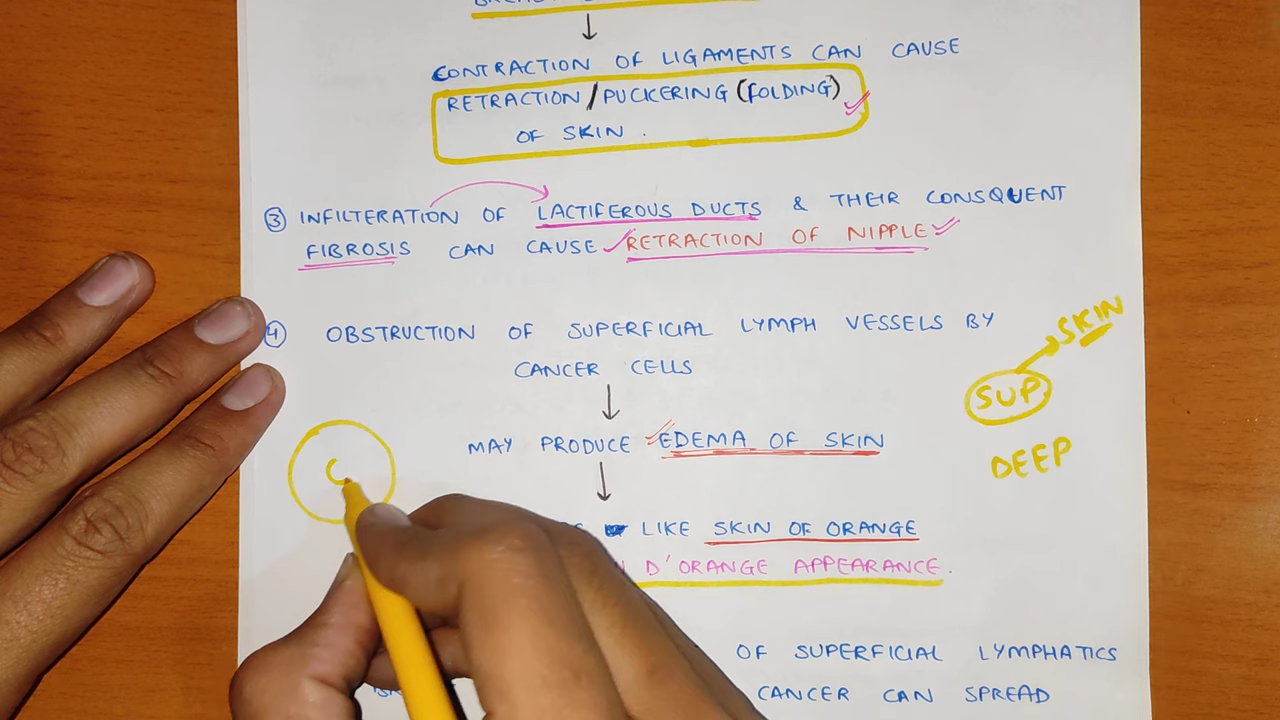 CONTRACTION OF LIGAMENTS CAN CAUSE
RETRACTION / PUCKERING (FOLDING)
OF SKIN.
③ INFILTERATION OF LACTIFEROUS DUCTS & THEIR CONSQUENT
FIBROSIS CAN CAUSE RETRACTION OF NIPPLE
④ OBSTRUCTION OF SUPERFICIAL LYMPH VESSELS BY
CANCER CELLS
SKIN
SUP
DEEP
MAY PRODUCE EDEMA OF SKIN
LIKE SKIN OF ORANGE
D'ORANGE APPEARANCE.
OF SUPERFICIAL LYMPHATICS
CANCER CAN SPREAD